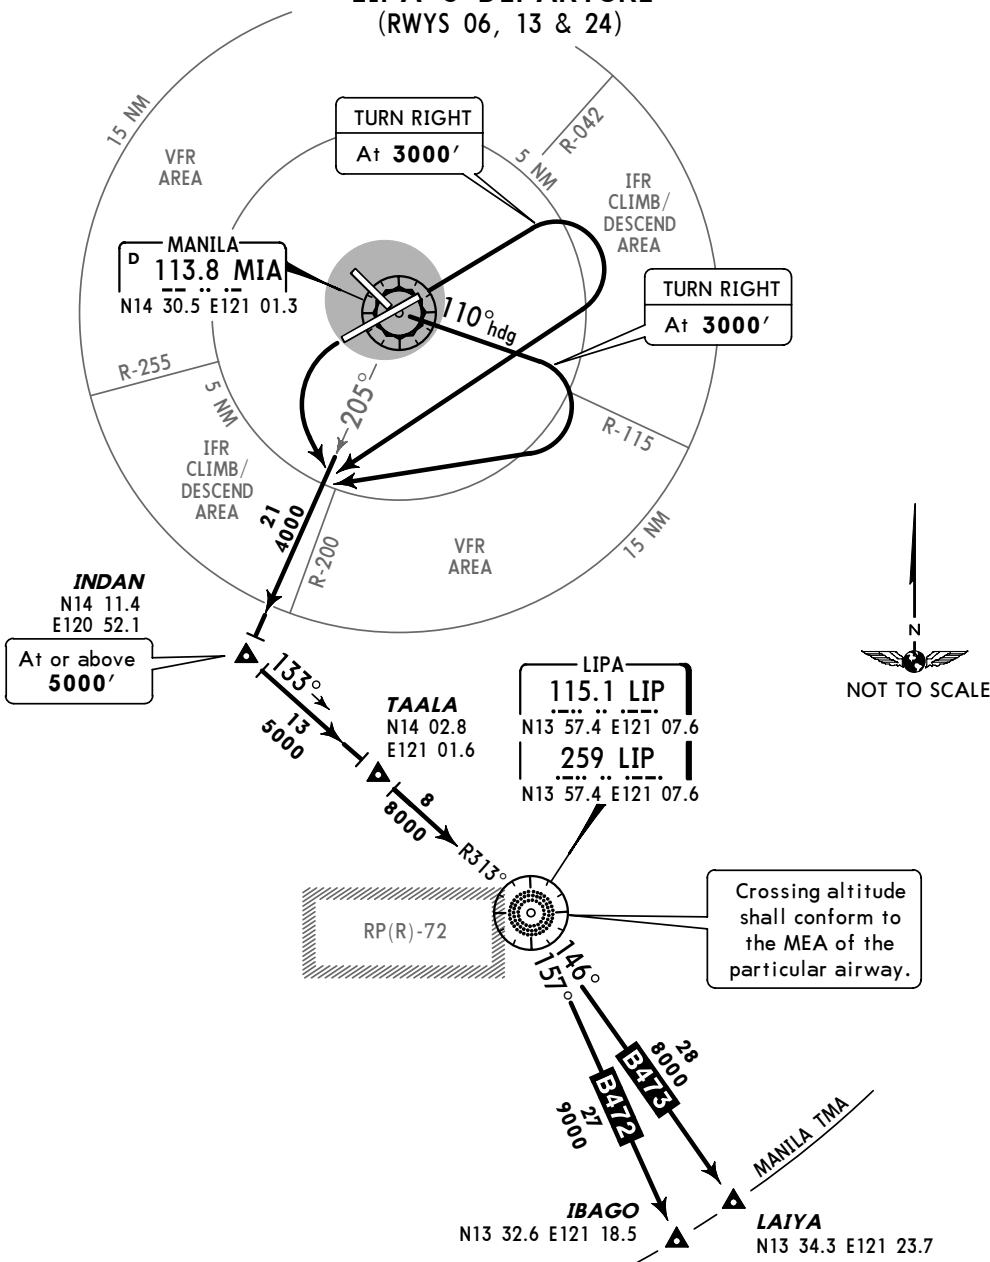 (RWYS 06, 13 & 24)
15 NM
VFR
AREA
TURN RIGHT
At 3000′
R-042
5 NM
IFR
CLIMB/
DESCEND
AREA
MANILA
D 113.8 MIA
N14 30.5 E121 01.3
110° hdg
TURN RIGHT
At 3000′
R-255
5 NM
205°
R-115
IFR
CLIMB/
DESCEND
AREA
21
4000
R-200
VFR
AREA
15 NM
INDAN
N14 11.4
E120 52.1
At or above
5000′
133°
13
5000
TAALA
N14 02.8
E121 01.6
8
8000
R313°
LIPA
115.1 LIP
N13 57.4 E121 07.6
259 LIP
N13 57.4 E121 07.6
N
NOT TO SCALE
RP(R)-72
Crossing altitude
shall conform to
the MEA of the
particular airway.
146°
157°
28
8000
B473
B472
27
9000
MANILA TMA
IBAGO
N13 32.6 E121 18.5
LAIYA
N13 34.3 E121 23.7